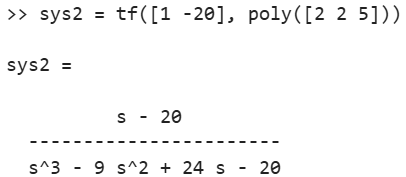 >> sys2 = tf([1 -20], poly([2 2 5]))
sys2 =
s - 20
-----------------------
s^3 - 9 s^2 + 24 s - 20